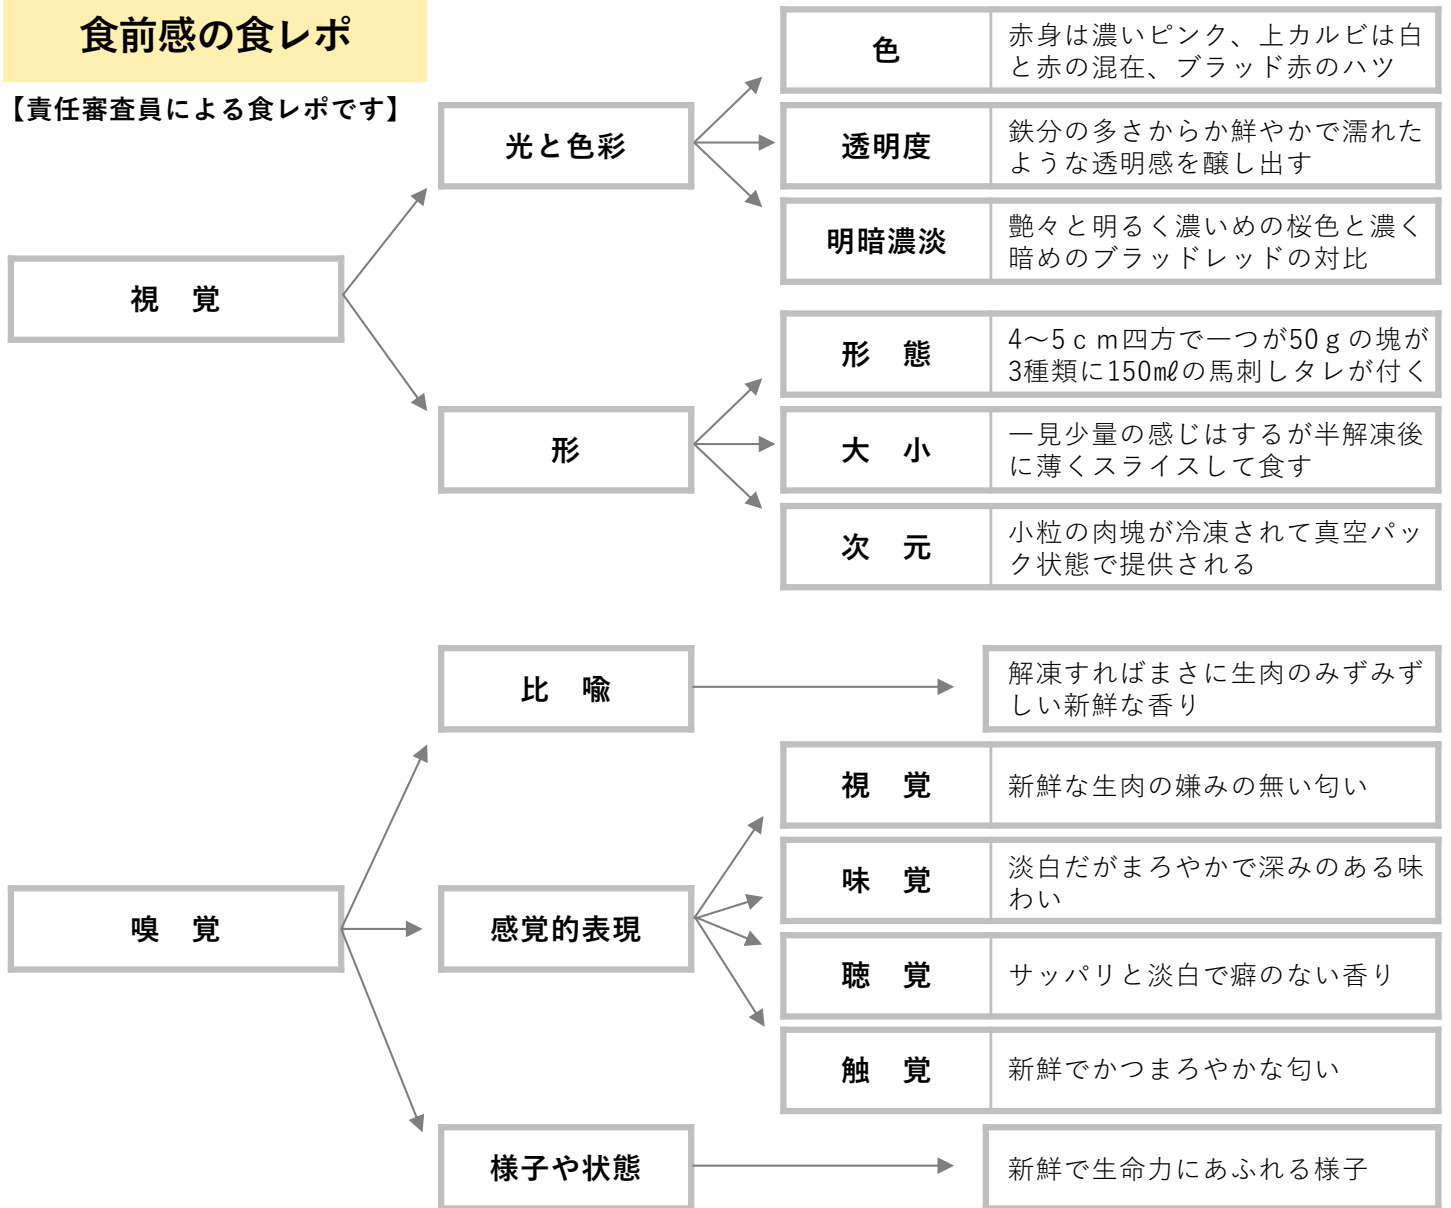 食前感の食レポ
【責任審査員による食レポです】
視　覚
光と色彩
色
赤身は濃いピンク、上カルビは白
と赤の混在、ブラッド赤のハツ
透明度
鉄分の多さからか鮮やかで濡れた
ような透明感を醸し出す
明暗濃淡
艶々と明るく濃いめの桜色と濃く
暗めのブラッドレッドの対比
形
形　態
4～5ｃｍ四方で一つが50ｇの塊が
3種類に150㎖の馬刺しタレが付く
大　小
一見少量の感じはするが半解凍後
に薄くスライスして食す
次　元
小粒の肉塊が冷凍されて真空パッ
ク状態で提供される
嗅　覚
比　喩
解凍すればまさに生肉のみずみず
しい新鮮な香り
感覚的表現
視　覚
新鮮な生肉の嫌みの無い匂い
味　覚
淡白だがまろやかで深みのある味
わい
聴　覚
サッパリと淡白で癖のない香り
触　覚
新鮮でかつまろやかな匂い
様子や状態
新鮮で生命力にあふれる様子